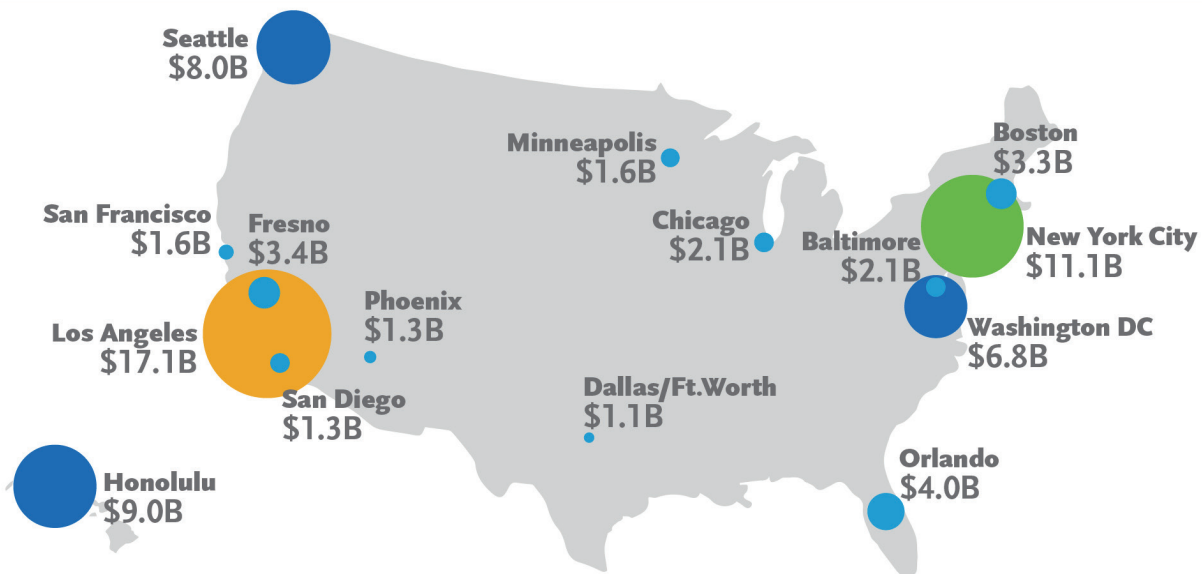 Seattle
$8.0B
Minneapolis
$1.6B
Boston
$3.3B
San Francisco
$1.6B
Fresno
$3.4B
Chicago
$2.1B
Baltimore
$2.1B
New York City
$11.1B
Phoenix
$1.3B
Los Angeles
$17.1B
Washington DC
$6.8B
San Diego
$1.3B
Dallas/Ft.Worth
$1.1B
Honolulu
$9.0B
Orlando
$4.0B